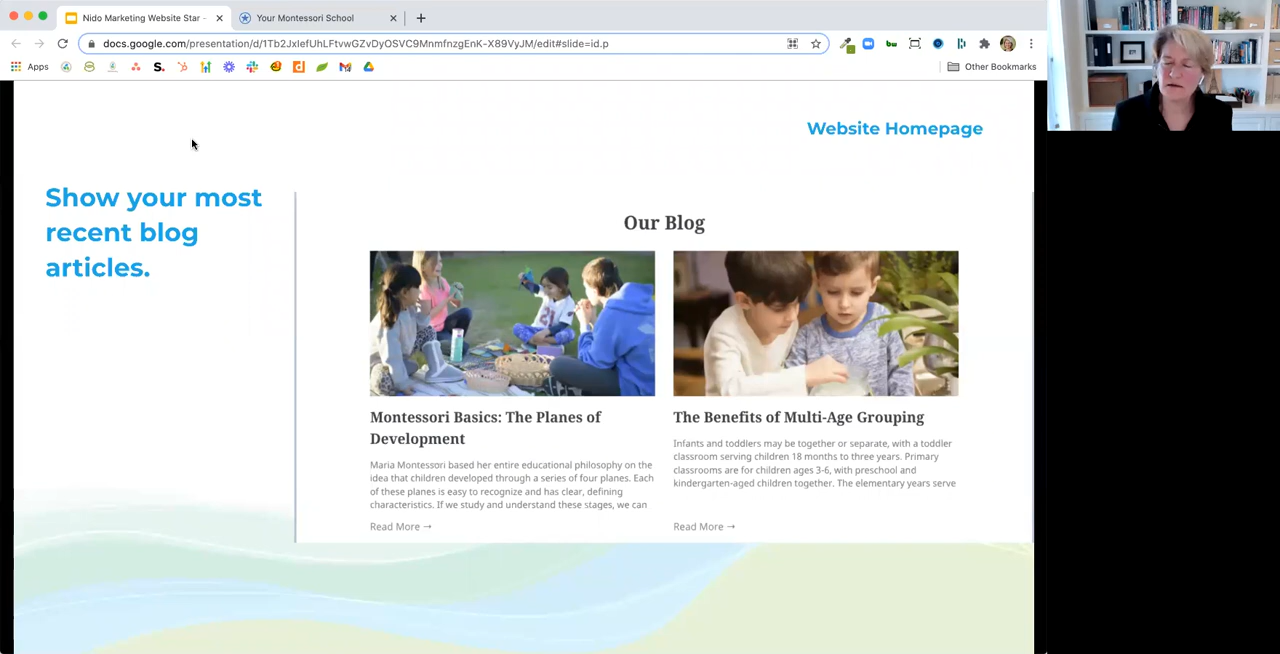 Nido Marketing Website Star -
Your Montessori School
docs.google.com/presentation/d/1Tb2JxIefUhLFtvwGZvDyOSVC9MnmfnzgEnK-X89VyJM/edit#slide=id.p
Apps
Other Bookmarks
Website Homepage
Show your most
recent blog
articles.
Our Blog
Montessori Basics: The Planes of
Development
Maria Montessori based her entire educational philosophy on the
idea that children developed through a series of four planes. Each
of these planes is easy to recognize and has clear, defining
characteristics. If we study and understand these stages, we can
Read More →
The Benefits of Multi-Age Grouping
Infants and toddlers may be together or separate, with a toddler
classroom serving children 18 months to three years. Primary
classrooms are for children ages 3-6, with preschool and
kindergarten-aged children together. The elementary years serve
Read More →